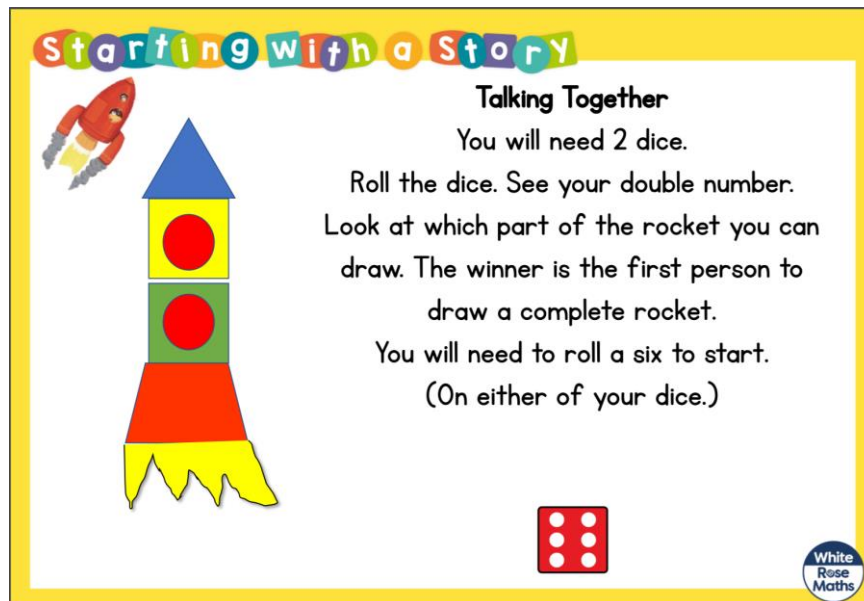 Starting with a Story
Talking Together
You will need 2 dice.
Roll the dice. See your double number.
Look at which part of the rocket you can
draw. The winner is the first person to
draw a complete rocket.
You will need to roll a six to start.
(On either of your dice.)
White
Rose
Maths